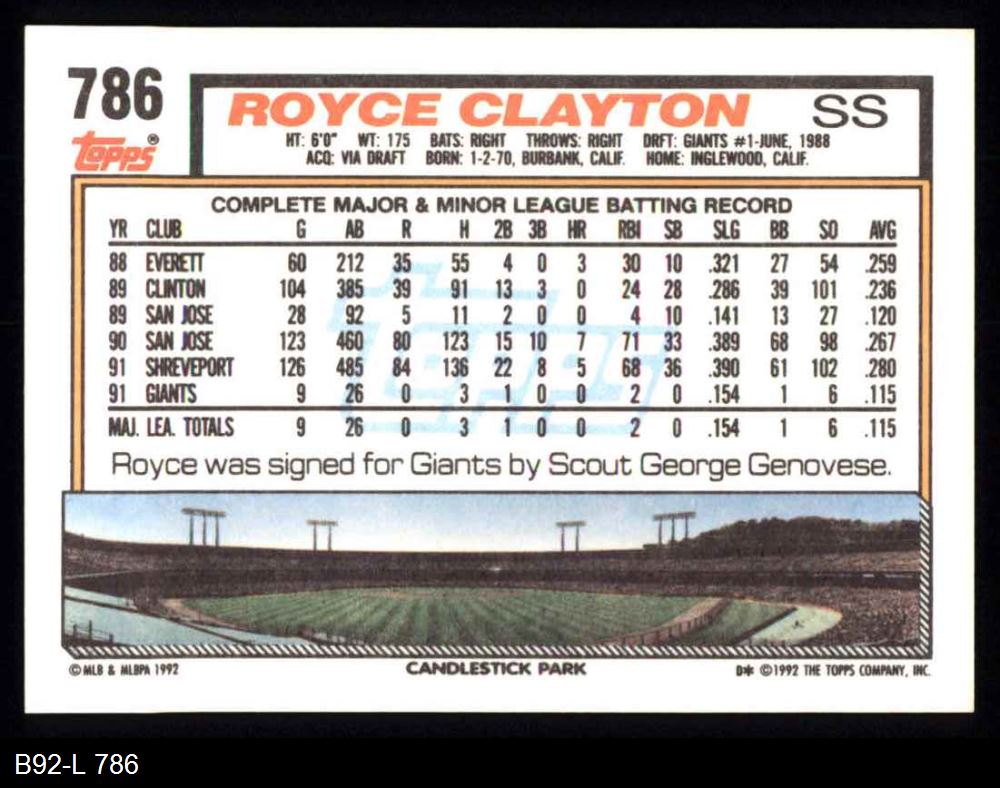 786
Topps®
ROYCE CLAYTON SS
HT: 6'0" WT: 175 BATS: RIGHT THROWS: RIGHT DRFT: GIANTS #1-JUNE, 1988
ACQ: VIA DRAFT BORN: 1-2-70, BURBANK, CALIF. HOME: INGLEWOOD, CALIF.
COMPLETE MAJOR & MINOR LEAGUE BATTING RECORD
YR CLUB G AB R H 2B 3B HR RBI SB SLG BB SO AVG
88 EVERETT 60 212 35 55 4 0 3 30 10 .321 27 54 .259
89 CLINTON 104 385 39 91 13 3 0 24 28 .286 39 101 .236
89 SAN JOSE 28 92 5 11 2 0 0 4 10 .141 13 27 .120
90 SAN JOSE 123 460 80 123 15 10 7 71 33 .389 68 98 .267
91 SHREVEPORT 126 485 84 136 22 8 5 68 36 .390 61 102 .280
91 GIANTS 9 26 0 3 1 0 0 2 0 .154 1 6 .115
MAJ. LEA. TOTALS 9 26 0 3 1 0 0 2 0 .154 1 6 .115
Topps
Royce was signed for Giants by Scout George Genovese.
© MLB & MLBPA 1992 CANDLESTICK PARK D* ©1992 THE TOPPS COMPANY, INC.
B92-L 786